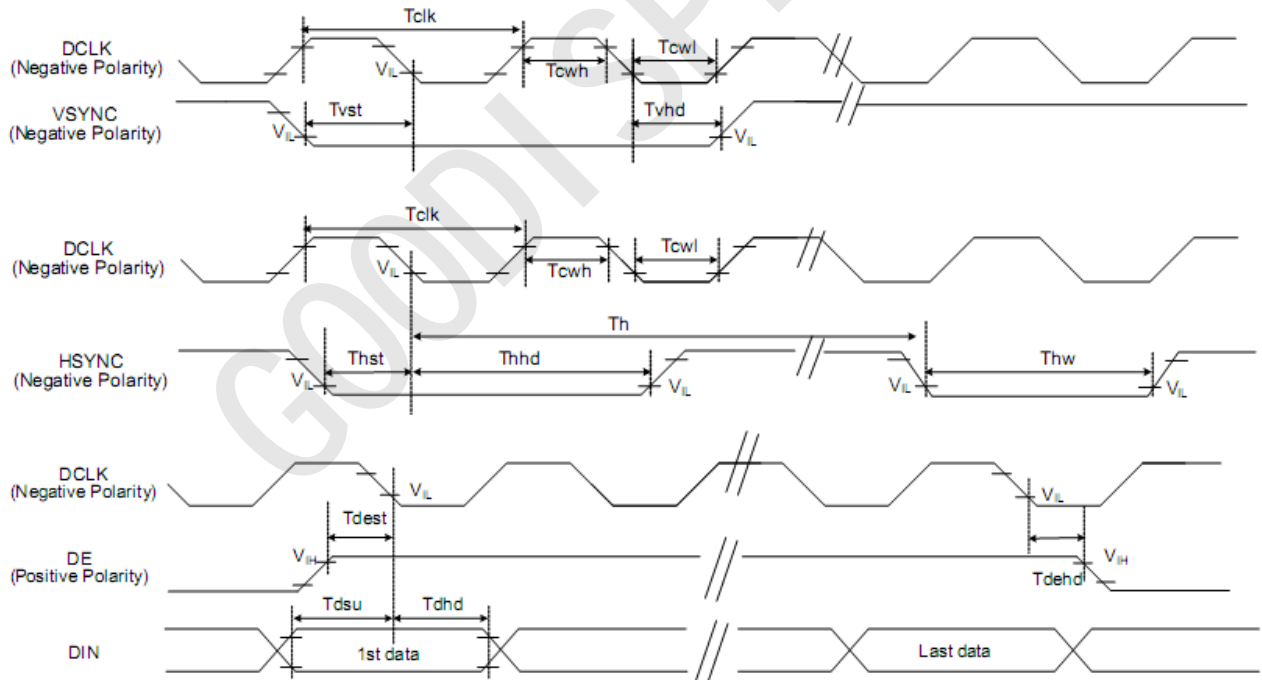 Tclk
DCLK
(Negative Polarity)
VIL
Tcwh
Tcwl
VSYNC
(Negative Polarity)
VIL
Tvst
Tvhd
VIL
Tclk
DCLK
(Negative Polarity)
VIL
Tcwh
Tcwl
Th
HSYNC
(Negative Polarity)
VIL
Thst
Thhd
VIL
VIL
Thw
VIL
DCLK
(Negative Polarity)
VIL
VIL
Tdest
DE
(Positive Polarity)
VIH
VIH
Tdehd
Tdsu
Tdhd
DIN
1st data
Last data
GOODI SP